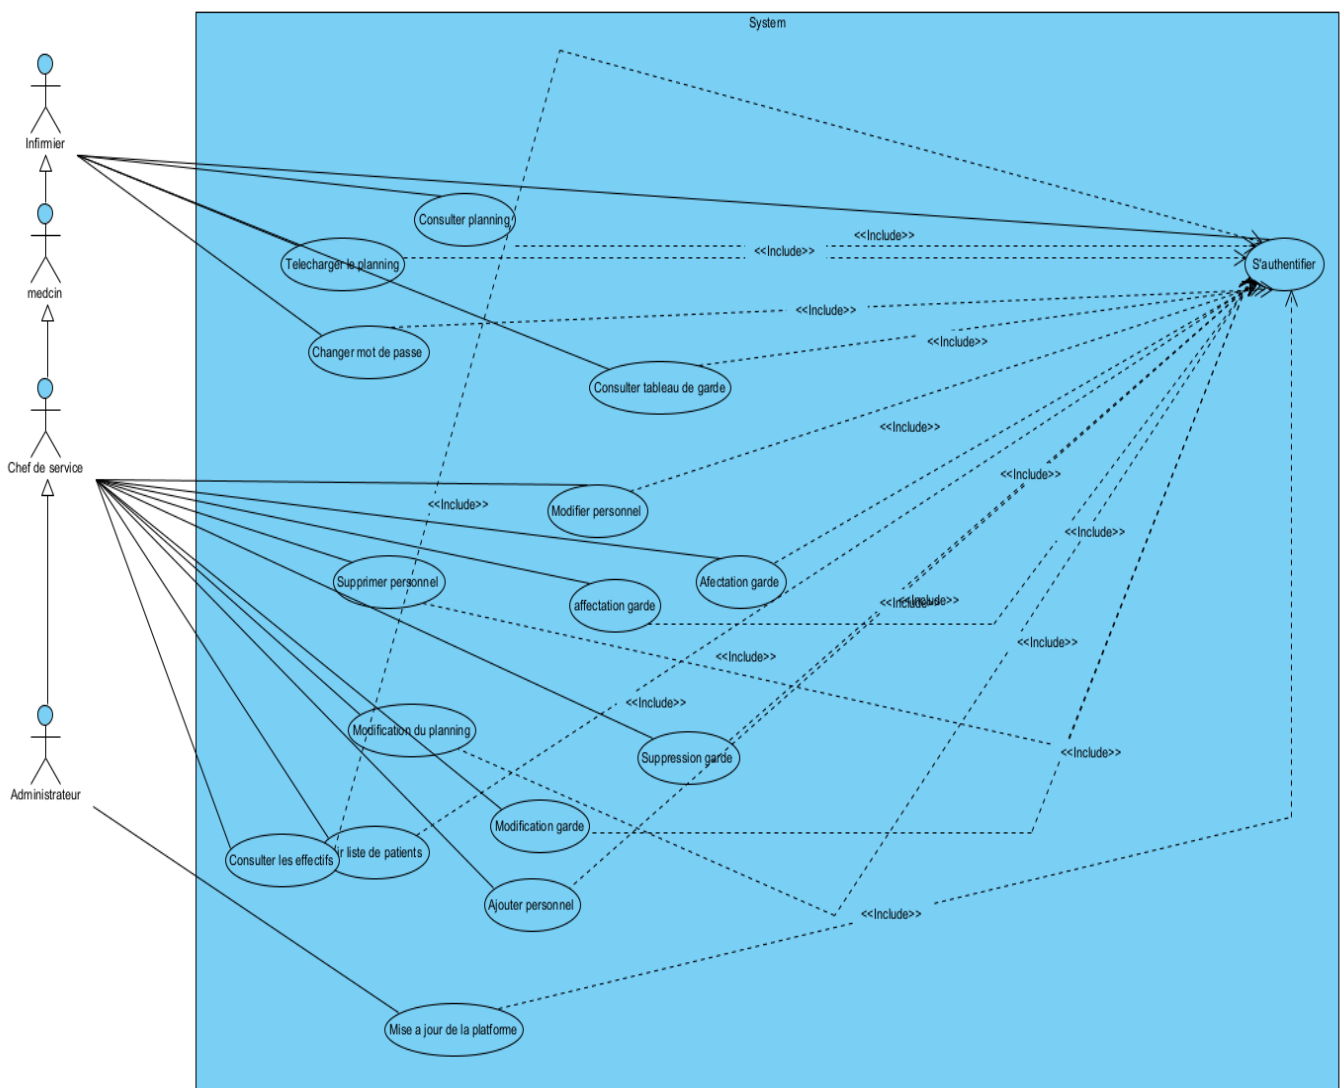 System
Infirmier
Consulter planning
<<Include>>
<<Include>>
Telecharger le planning
S'authentifier
medcin
<<Include>>
<<Include>>
Changer mot de passe
Consulter tableau de garde
<<Include>>
Chef de service
<<Include>>
<<Include>>
Modifier personnel
<<Include>>
Supprimer personnel
Afectation garde
affectation garde
<<Include>>
<<Include>>
<<Include>>
<<Include>>
<<Include>>
Modification du planning
<<Include>>
Suppression garde
Administrateur
Modification garde
Consulter les effectifs
ir liste de patients
Ajouter personnel
<<Include>>
Mise a jour de la platforme